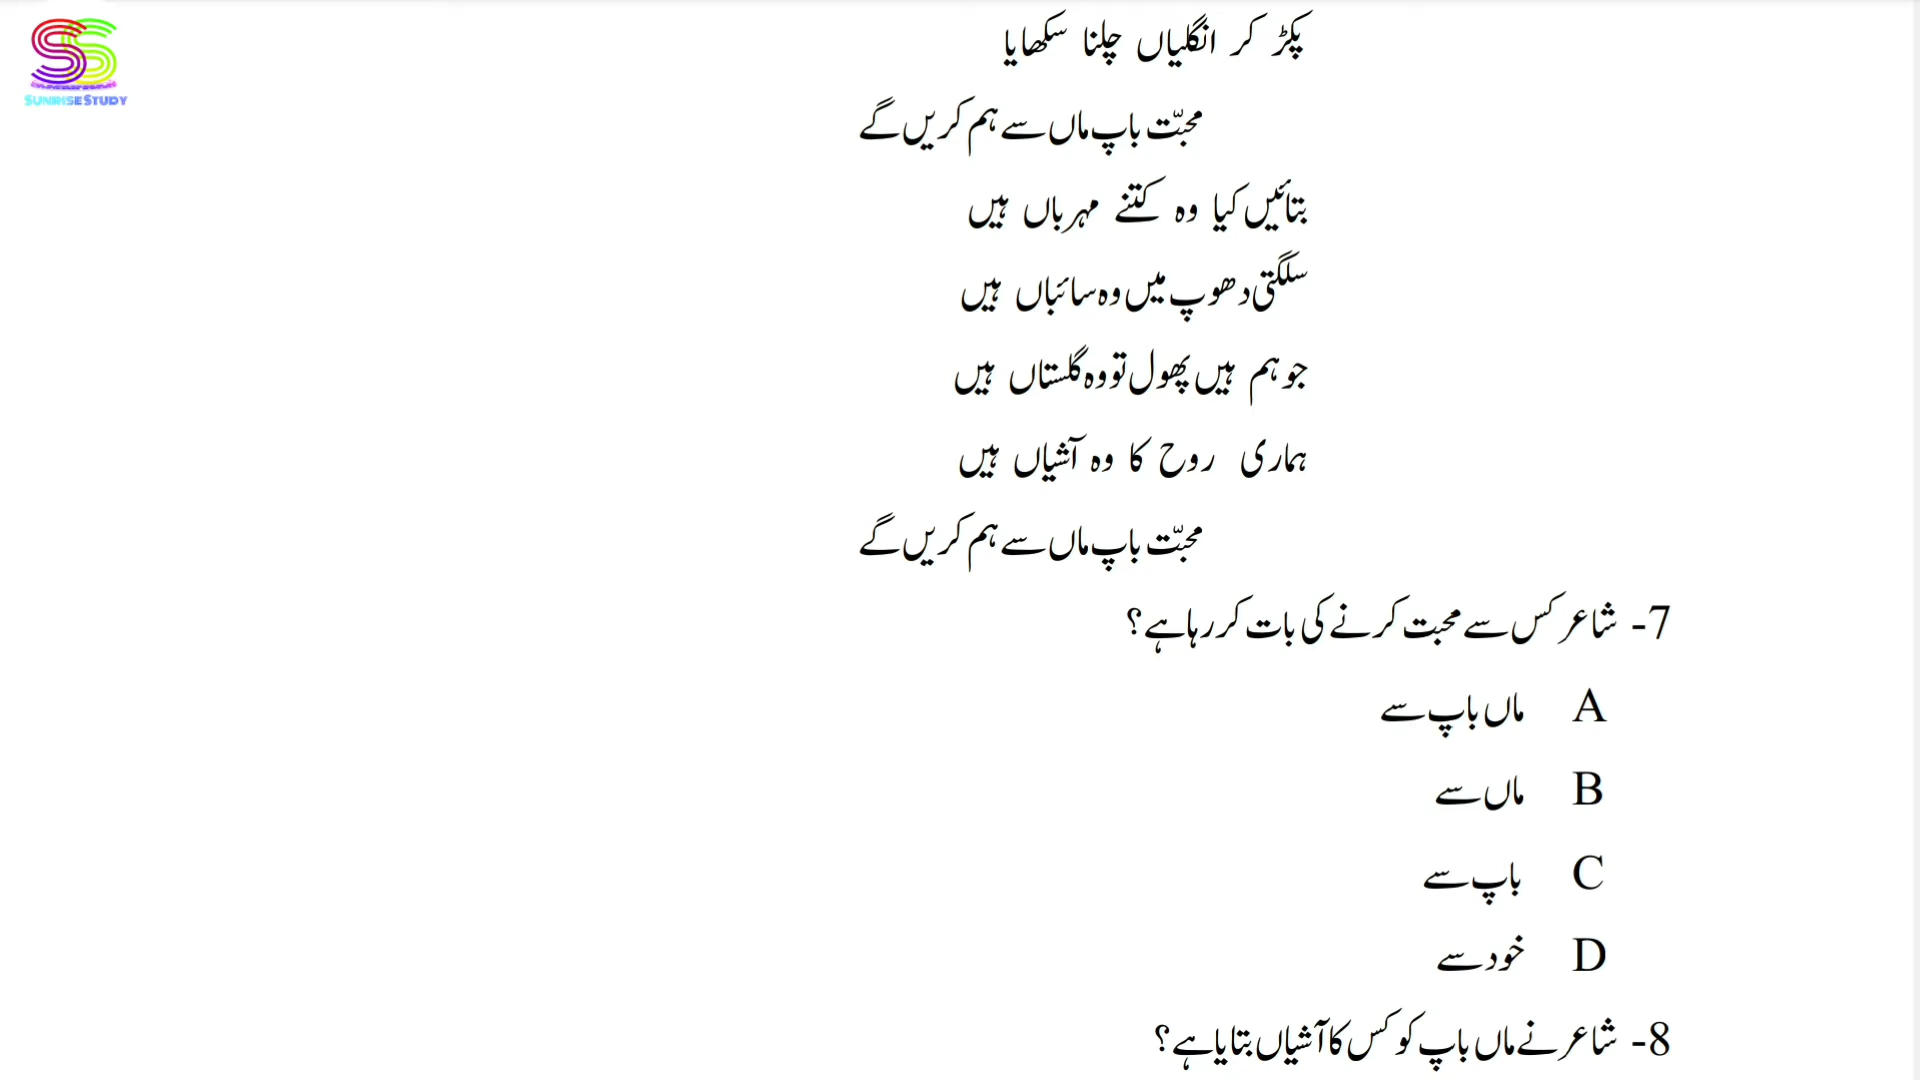 SUNRISE STUDY
پکڑ کر انگلیاں چلنا سکھایا
محبّت باپ ماں سے ہم کریں گے
بتائیں کیا وہ کتنے مہرباں ہیں
سلگتی دھوپ میں وہ سائباں ہیں
جو ہم ہیں پھول تو وہ گلستاں ہیں
ہماری روح کا وہ آشیاں ہیں
محبّت باپ ماں سے ہم کریں گے
7- شاعر کس سے محبت کرنے کی بات کر رہا ہے؟
A ماں باپ سے
B ماں سے
C باپ سے
D خود سے
8- شاعر نے ماں باپ کو کس کا آشیاں بتایا ہے؟